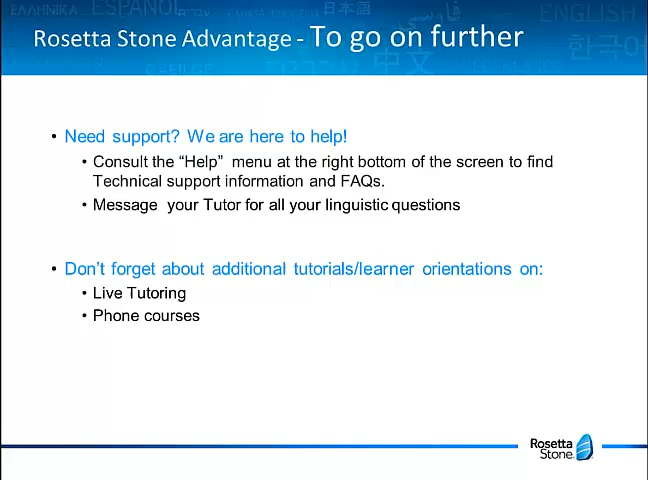 ΕΛΛΗΝΙΚΑ ESPAÑOL 日本語 ENGLISH
Rosetta Stone Advantage - To go on further
한국어
GAEILGE 中文
• Need support? We are here to help!
• Consult the “Help” menu at the right bottom of the screen to find
Technical support information and FAQs.
• Message your Tutor for all your linguistic questions
• Don’t forget about additional tutorials/learner orientations on:
• Live Tutoring
• Phone courses
Rosetta
Stone